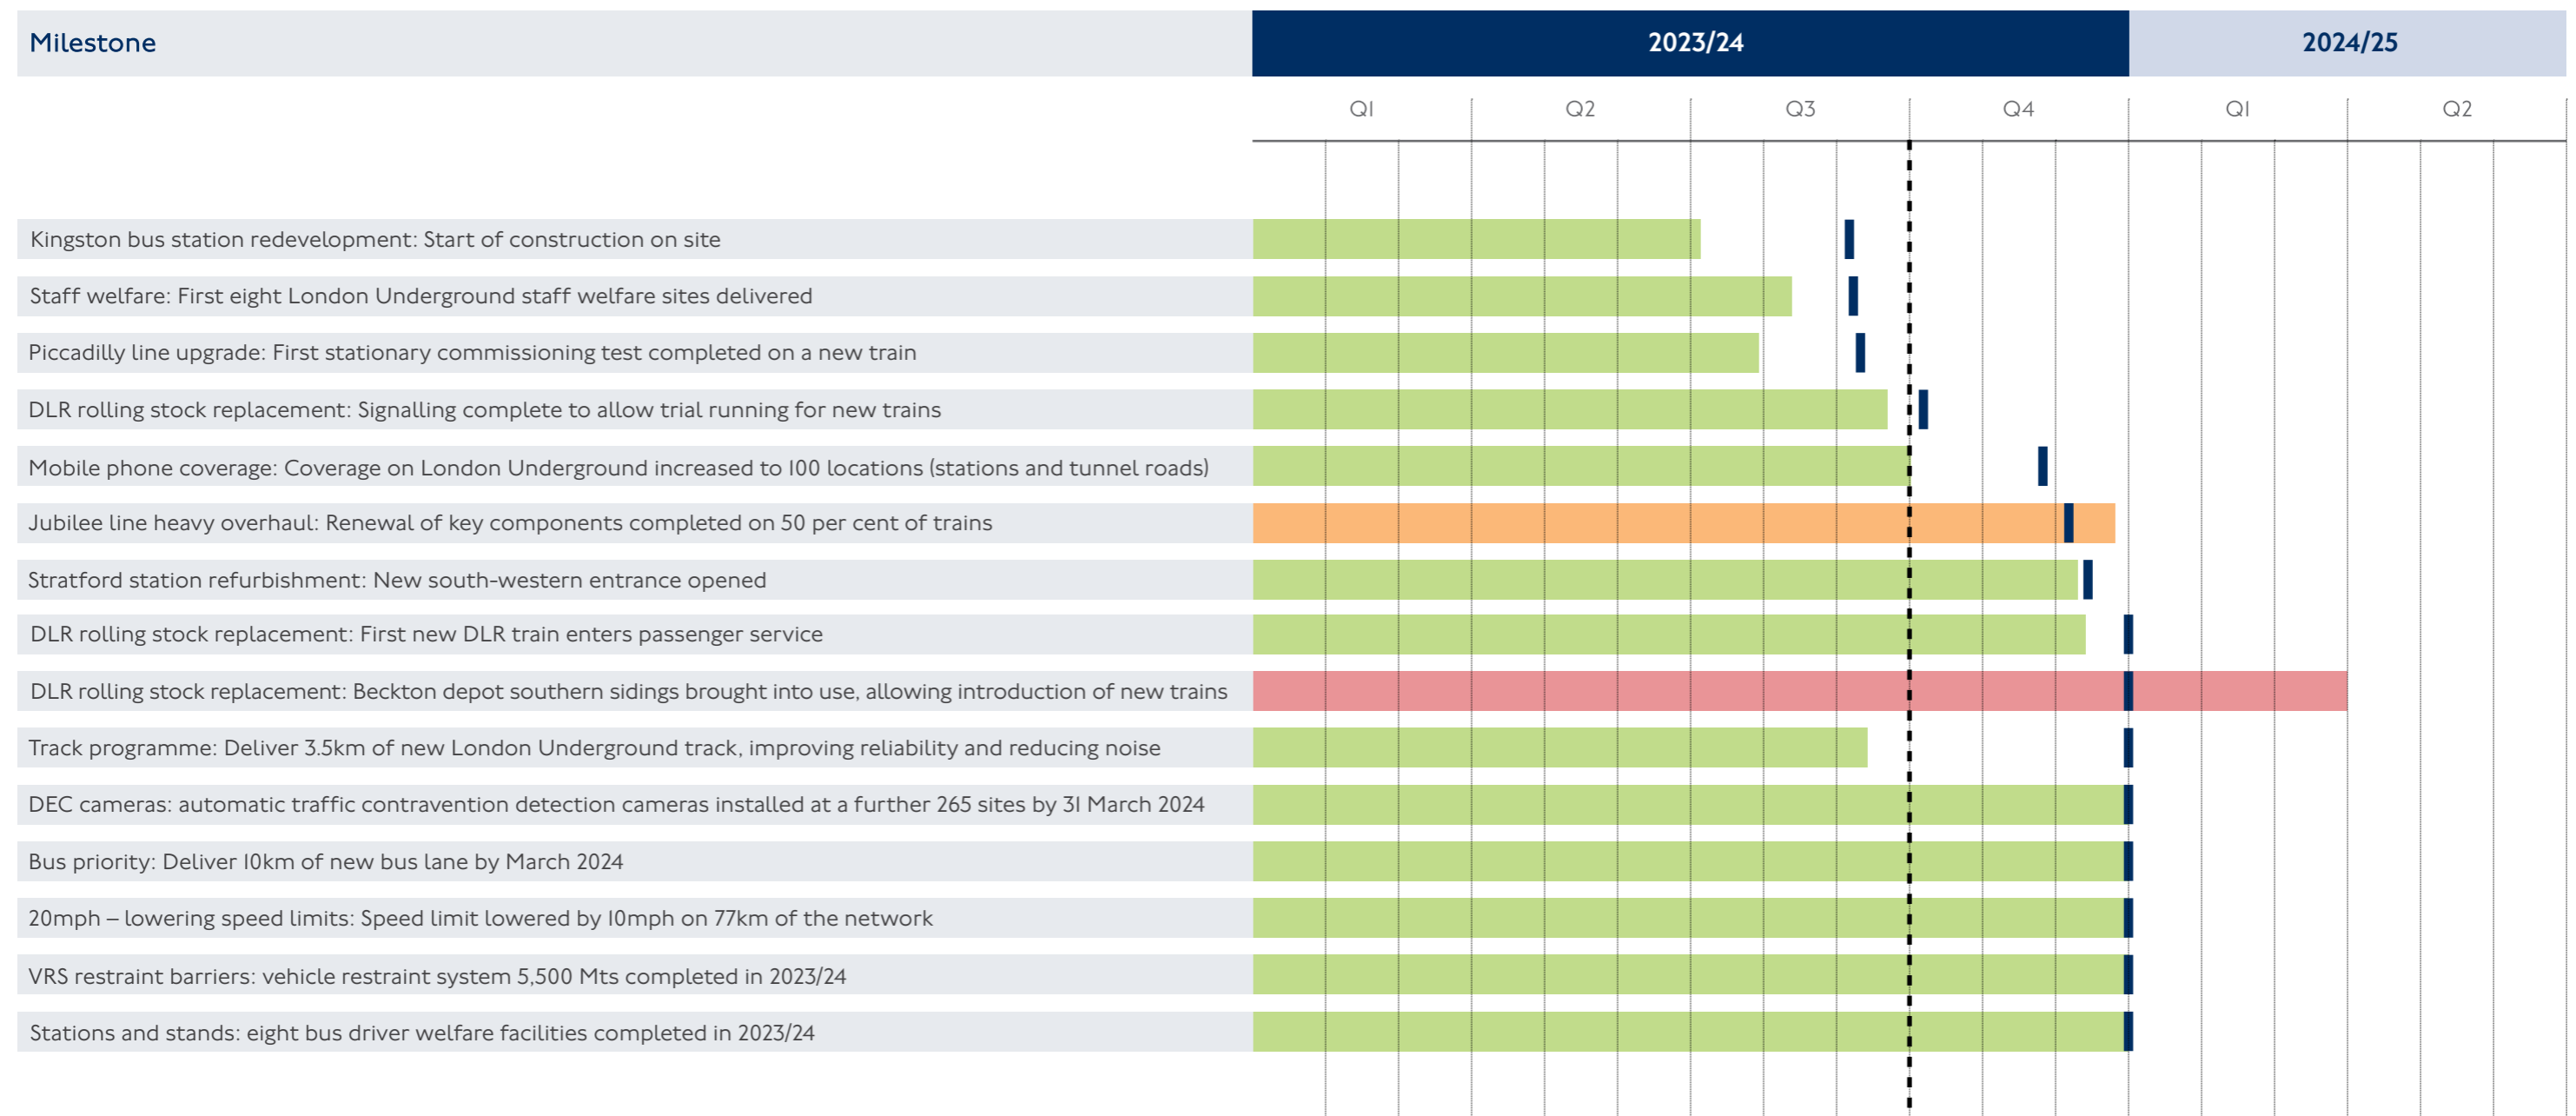 Milestone 2023/24 2024/25
Q1 Q2 Q3 Q4 Q1 Q2
Kingston bus station redevelopment: Start of construction on site
Staff welfare: First eight London Underground staff welfare sites delivered
Piccadilly line upgrade: First stationary commissioning test completed on a new train
DLR rolling stock replacement: Signalling complete to allow trial running for new trains
Mobile phone coverage: Coverage on London Underground increased to 100 locations (stations and tunnel roads)
Jubilee line heavy overhaul: Renewal of key components completed on 50 per cent of trains
Stratford station refurbishment: New south-western entrance opened
DLR rolling stock replacement: First new DLR train enters passenger service
DLR rolling stock replacement: Beckton depot southern sidings brought into use, allowing introduction of new trains
Track programme: Deliver 3.5km of new London Underground track, improving reliability and reducing noise
DEC cameras: automatic traffic contravention detection cameras installed at a further 265 sites by 31 March 2024
Bus priority: Deliver 10km of new bus lane by March 2024
20mph – lowering speed limits: Speed limit lowered by 10mph on 77km of the network
VRS restraint barriers: vehicle restraint system 5,500 Mts completed in 2023/24
Stations and stands: eight bus driver welfare facilities completed in 2023/24